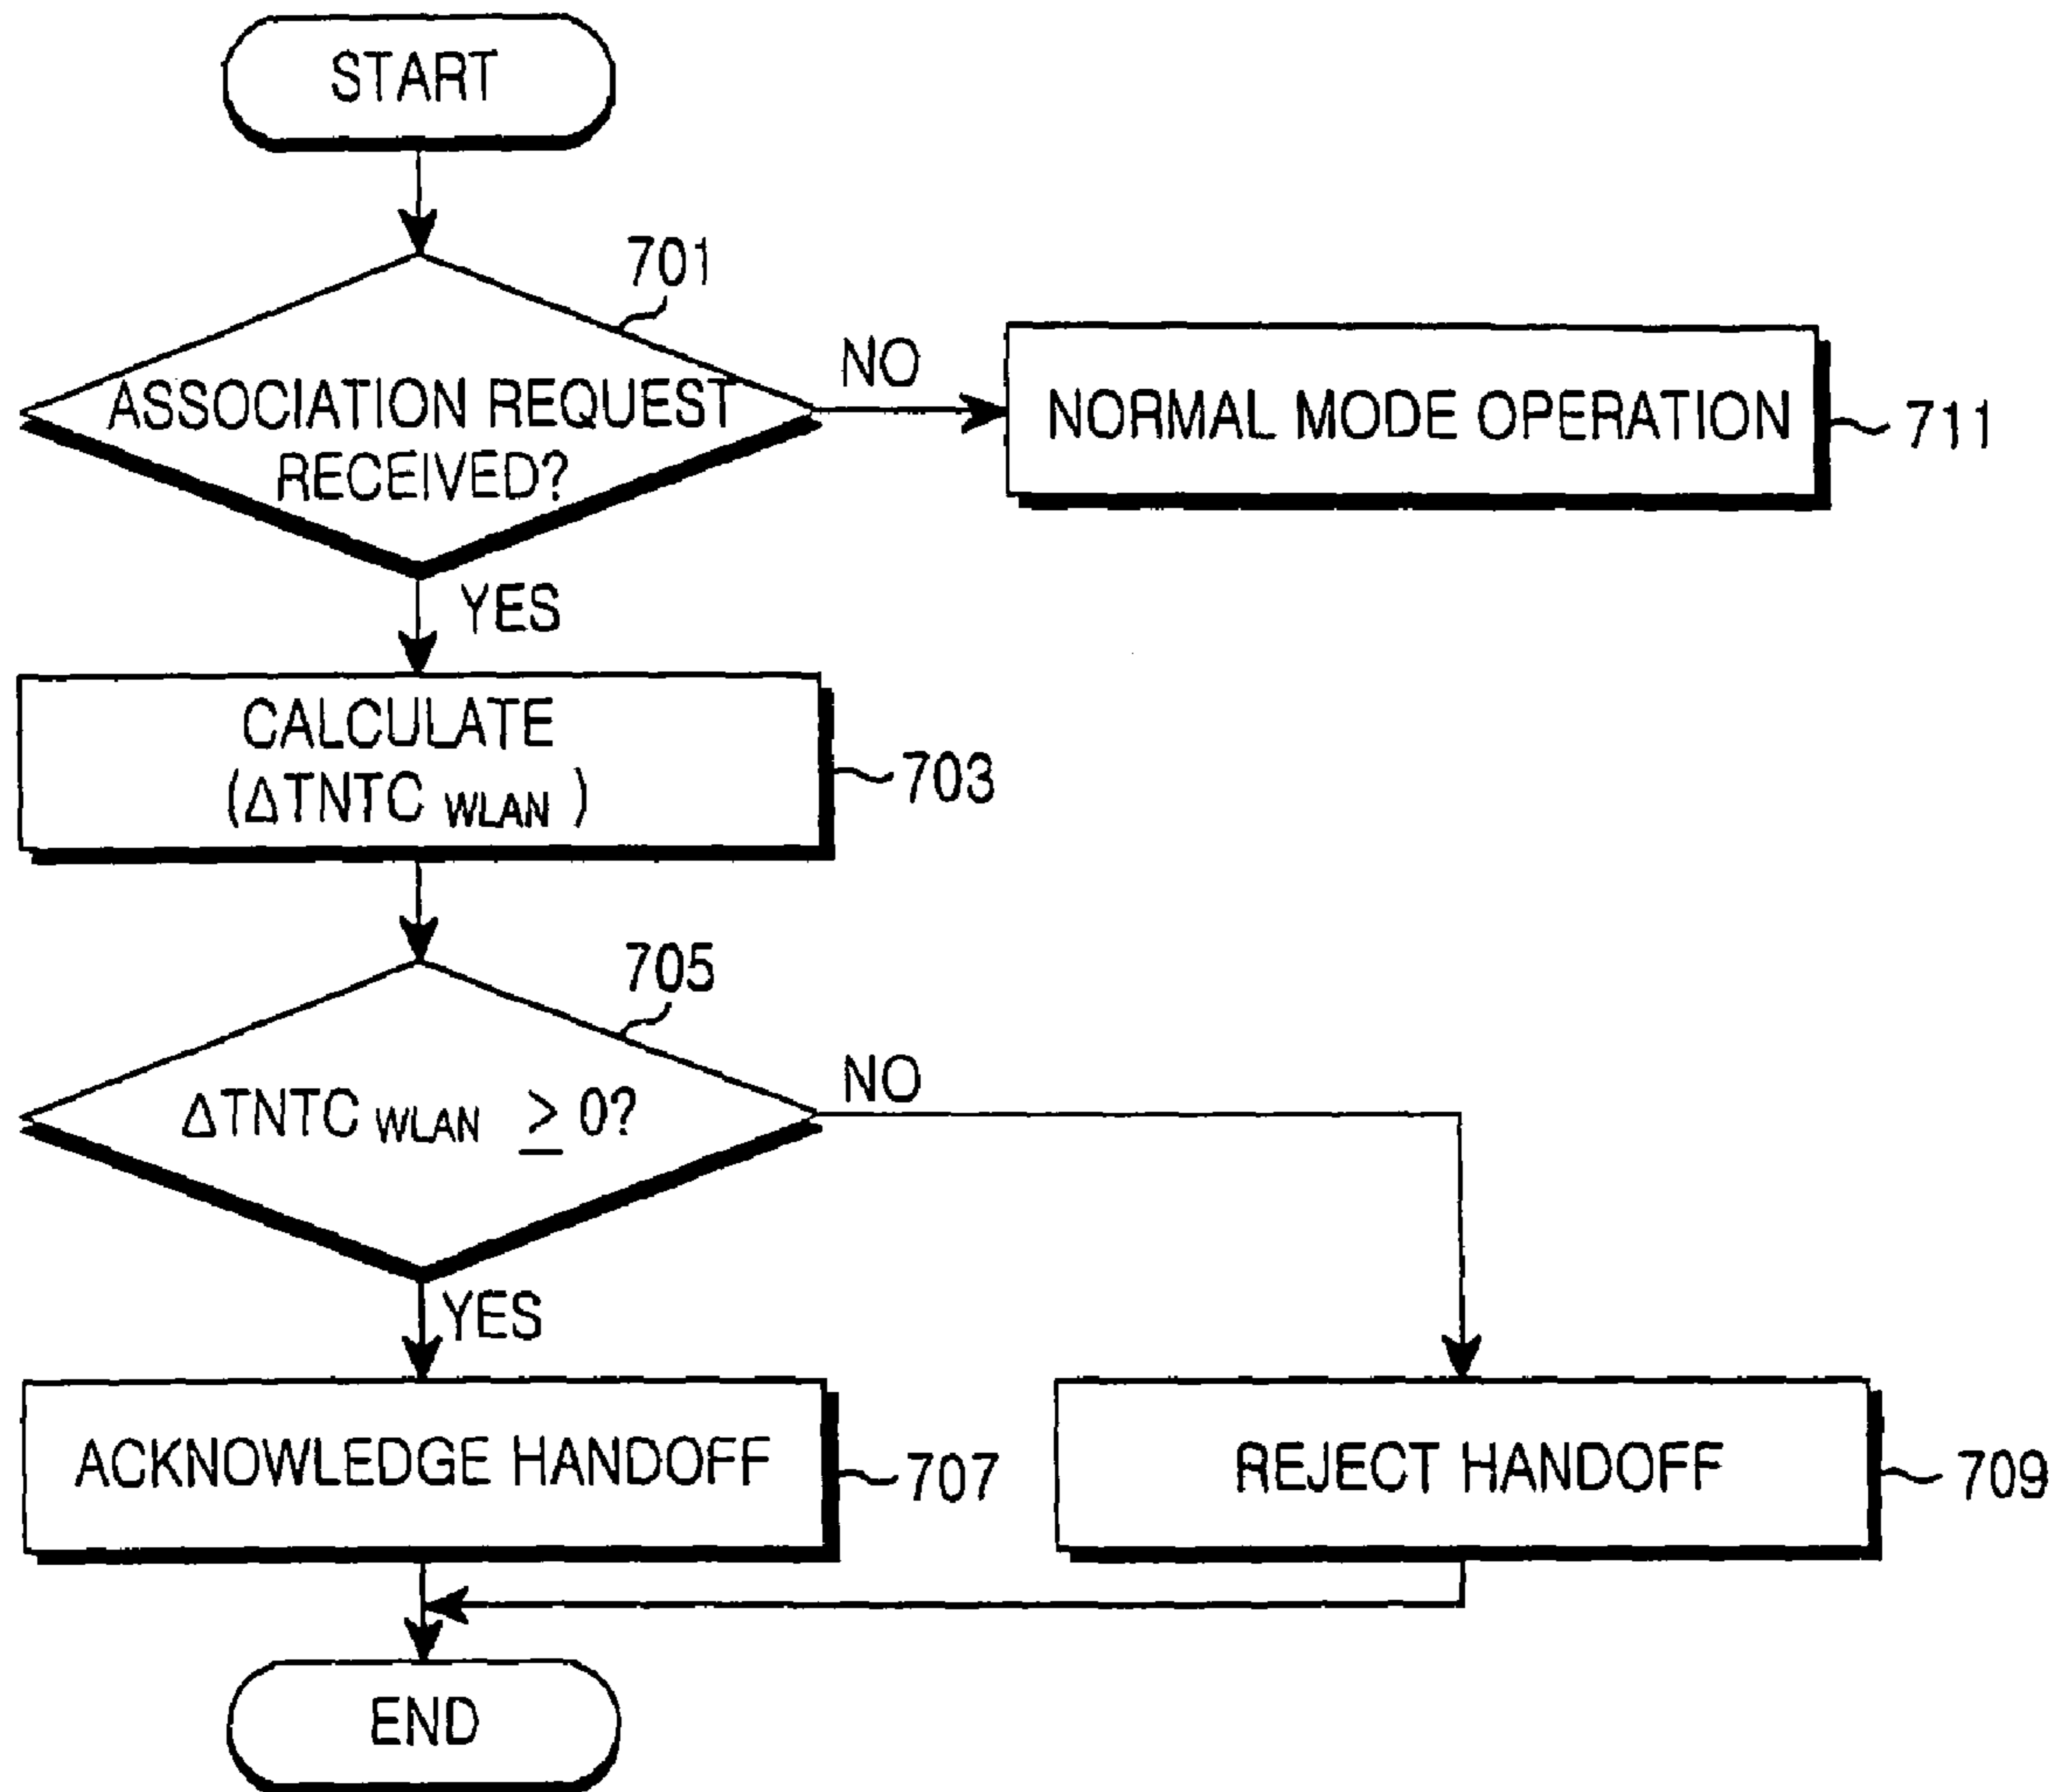 START
701
ASSOCIATION REQUEST
RECEIVED?
NO
NORMAL MODE OPERATION
711
YES
CALCULATE
(ΔTNTC WLAN )
703
705
ΔTNTC WLAN ≥ 0?
NO
YES
ACKNOWLEDGE HANDOFF
707
REJECT HANDOFF
709
END